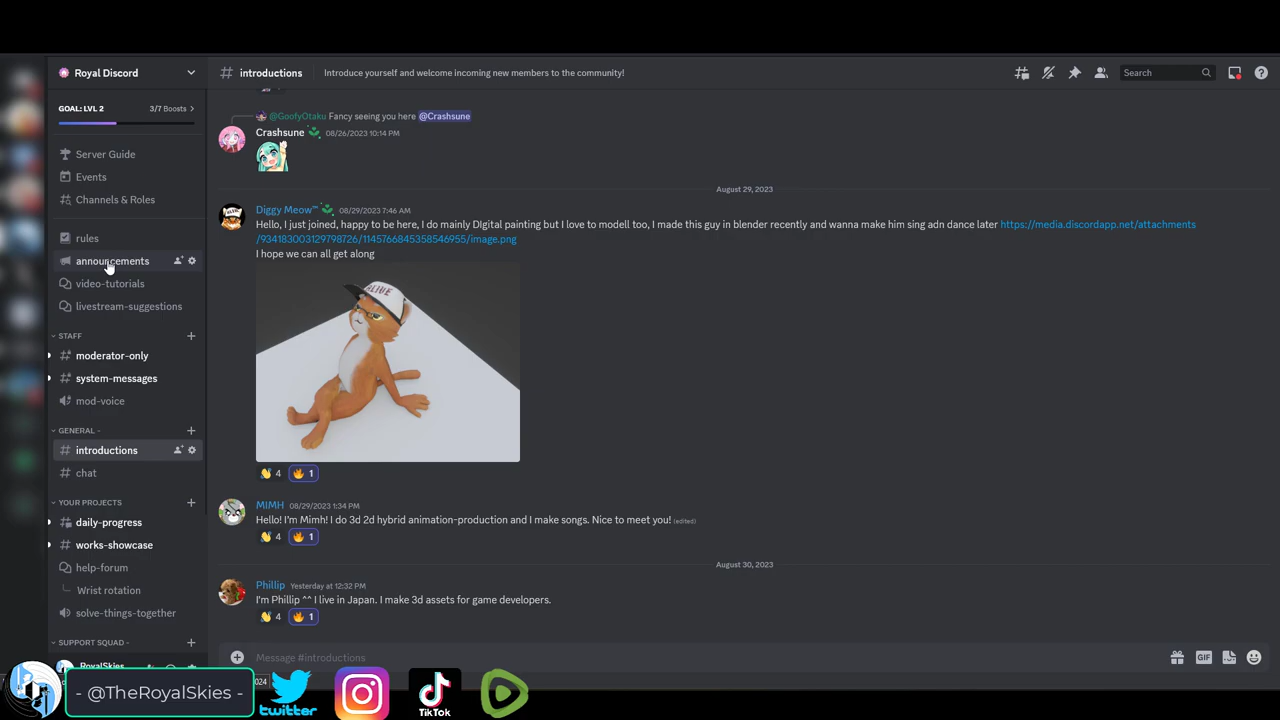 Royal Discord
GOAL: LVL 2
3/7 Boosts
Server Guide
Events
Channels & Roles
rules
announcements
video-tutorials
livestream-suggestions
STAFF
moderator-only
system-messages
mod-voice
GENERAL -
introductions
chat
YOUR PROJECTS
daily-progress
works-showcase
help-forum
Wrist rotation
solve-things-together
SUPPORT SQUAD -
RoyalSkies
introductions
Introduce yourself and welcome incoming new members to the community!
Search
@GoofyOtaku Fancy seeing you here @Crashsune
Crashsune 08/26/2023 10:14 PM
August 29, 2023
Diggy Meow™ 08/29/2023 7:46 AM
Hello, I just joined, happy to be here, I do mainly DIgital painting but I love to modell too, I made this guy in blender recently and wanna make him sing adn dance later https://media.discordapp.net/attachments
/934183003129798726/1145766845358546955/image.png
I hope we can all get along
ALIVE
4
1
MIMH 08/29/2023 1:34 PM
Hello! I'm Mimh! I do 3d 2d hybrid animation-production and I make songs. Nice to meet you! (edited)
4
1
August 30, 2023
Phillip Yesterday at 12:32 PM
I'm Phillip ^^ I live in Japan. I make 3d assets for game developers.
4
1
Message #introductions
GIF
- @TheRoyalSkies -
024
twitter
TikTok